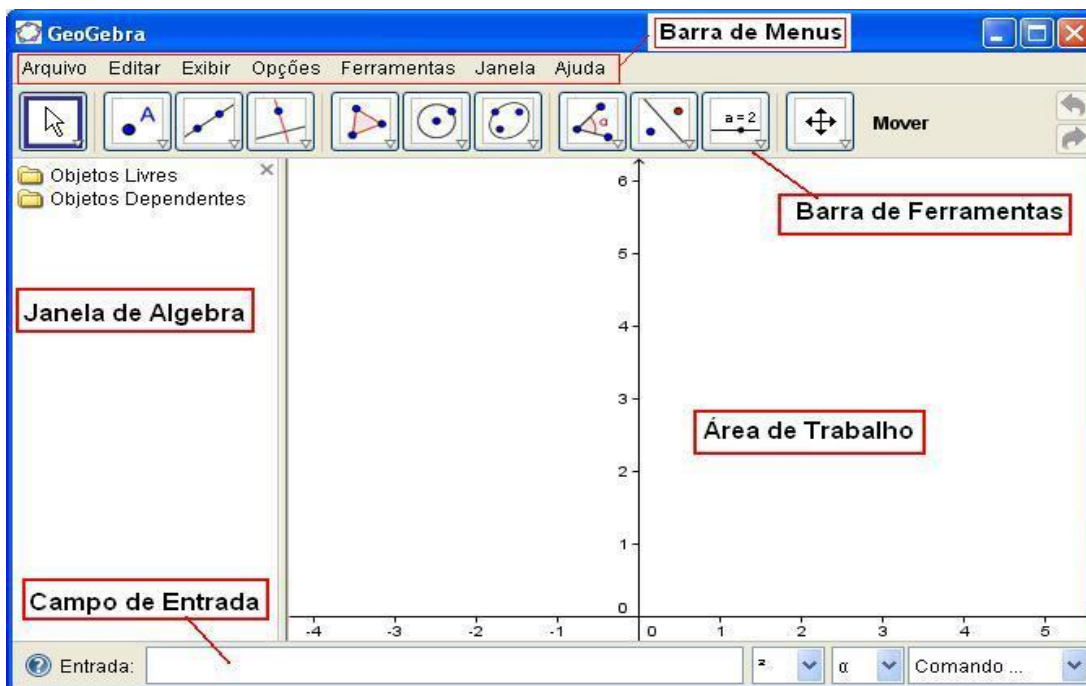 GeoGebra
Barra de Menus
Arquivo Editar Exibir Opções Ferramentas Janela Ajuda
A
α
a = 2
Mover
Objetos Livres
Objetos Dependentes
Barra de Ferramentas
Janela de Algebra
Área de Trabalho
Campo de Entrada
6
5
4
3
2
1
0
-4 -3 -2 -1 0 1 2 3 4 5
Entrada: ² α Comando ...